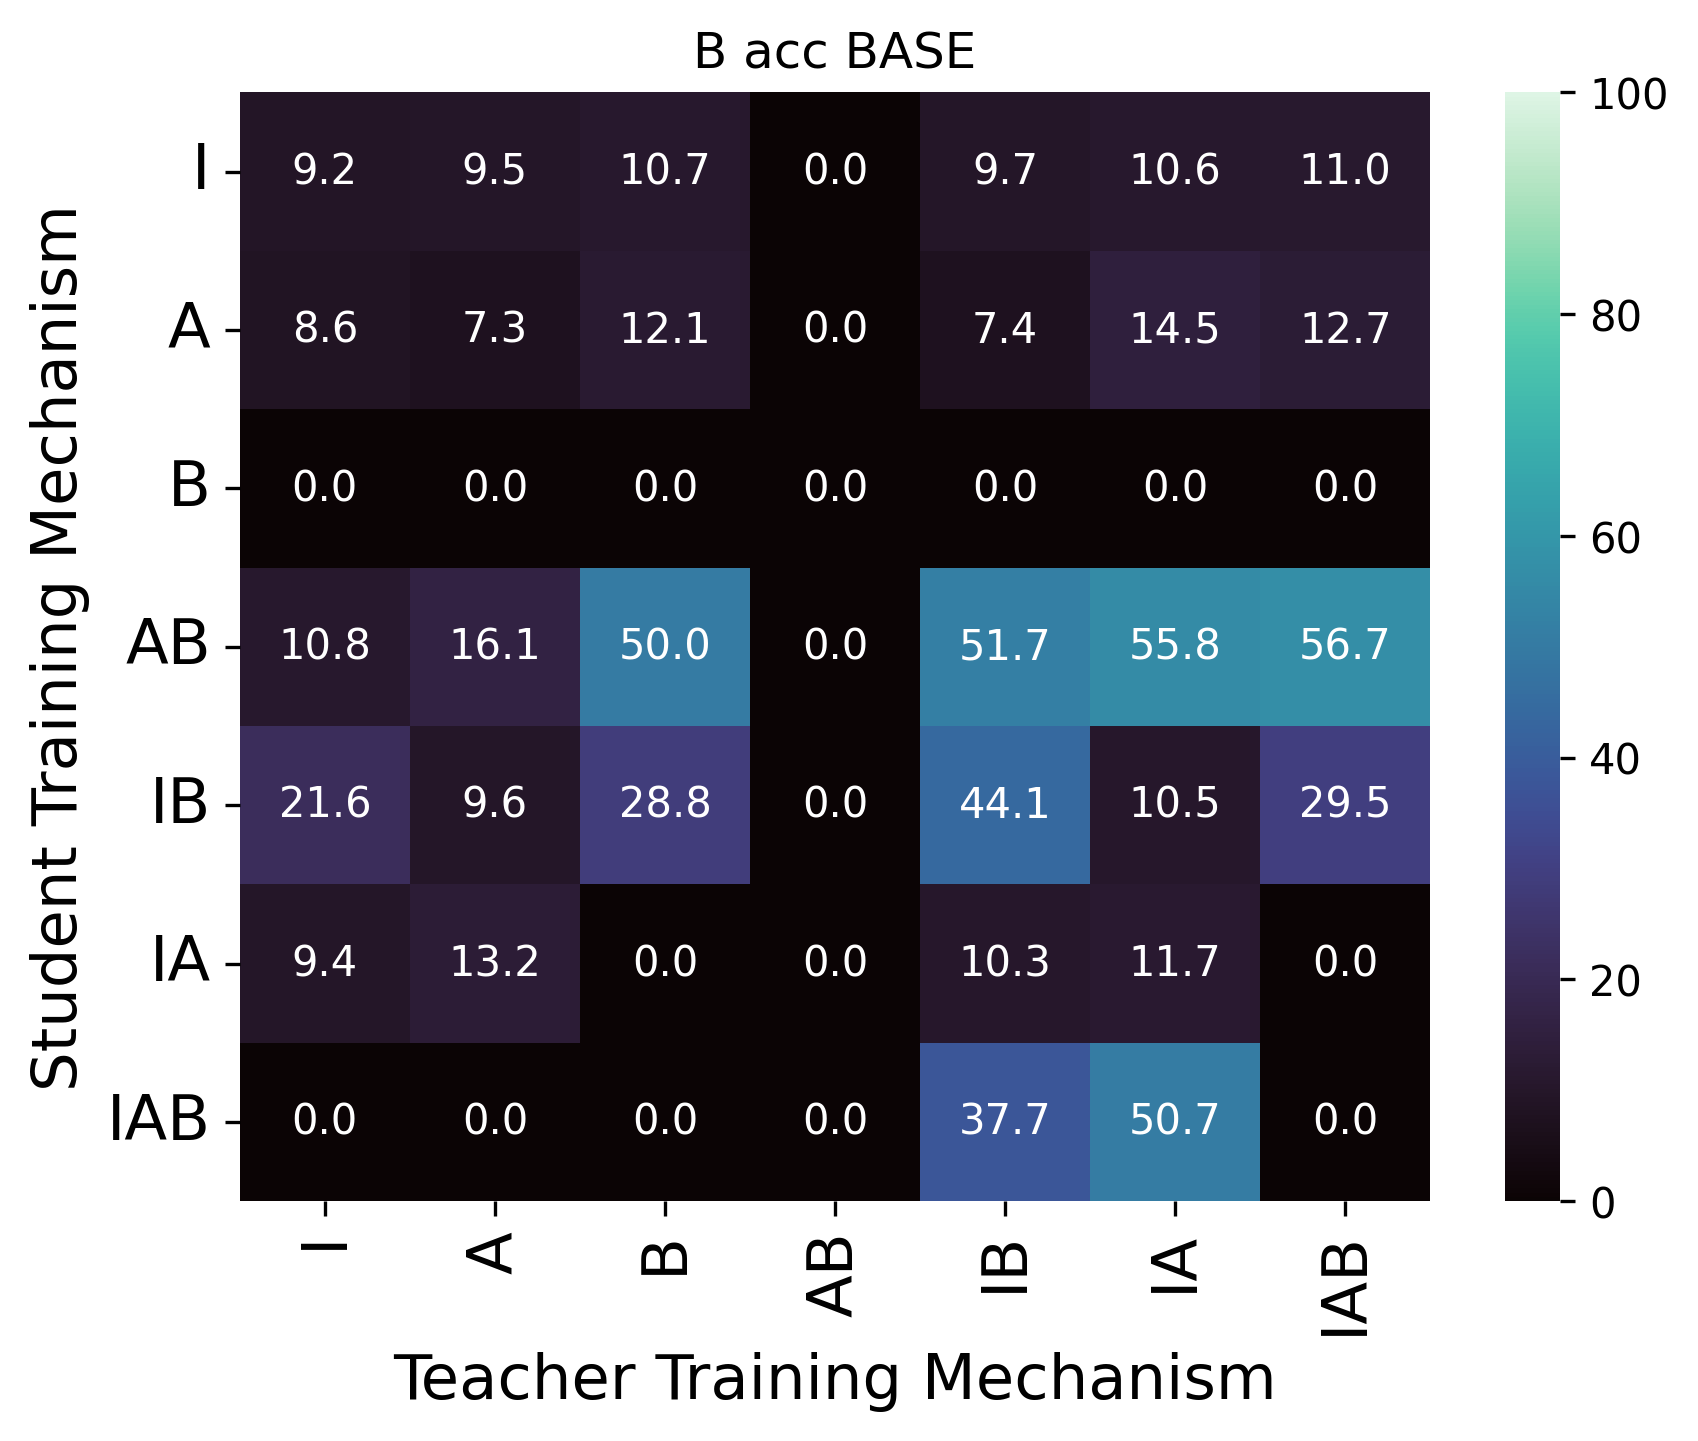 B acc BASE
I 9.2 9.5 10.7 0.0 9.7 10.6 11.0
A 8.6 7.3 12.1 0.0 7.4 14.5 12.7
B 0.0 0.0 0.0 0.0 0.0 0.0 0.0
AB 10.8 16.1 50.0 0.0 51.7 55.8 56.7
IB 21.6 9.6 28.8 0.0 44.1 10.5 29.5
IA 9.4 13.2 0.0 0.0 10.3 11.7 0.0
IAB 0.0 0.0 0.0 0.0 37.7 50.7 0.0
I A B AB IB IA IAB
Teacher Training Mechanism
Student Training Mechanism
100
80
60
40
20
0